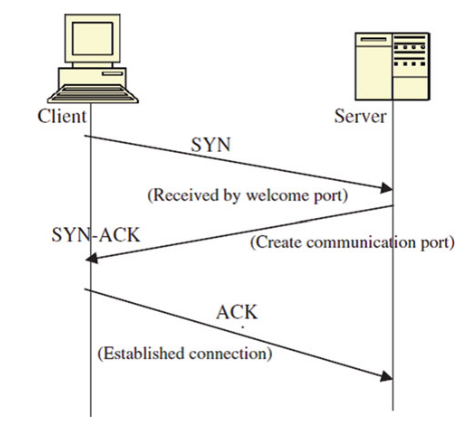 Client
Server
SYN
(Received by welcome port)
SYN-ACK
(Create communication port)
ACK
(Established connection)